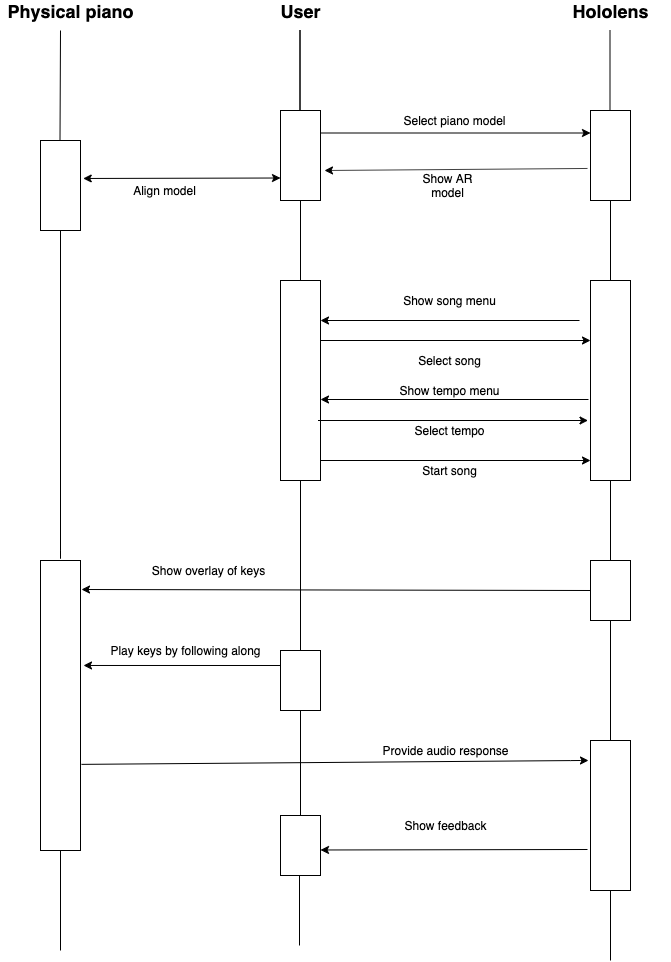 Physical piano
User
Hololens
Select piano model
Show AR
model
Align model
Show song menu
Select song
Show tempo menu
Select tempo
Start song
Show overlay of keys
Play keys by following along
Provide audio response
Show feedback